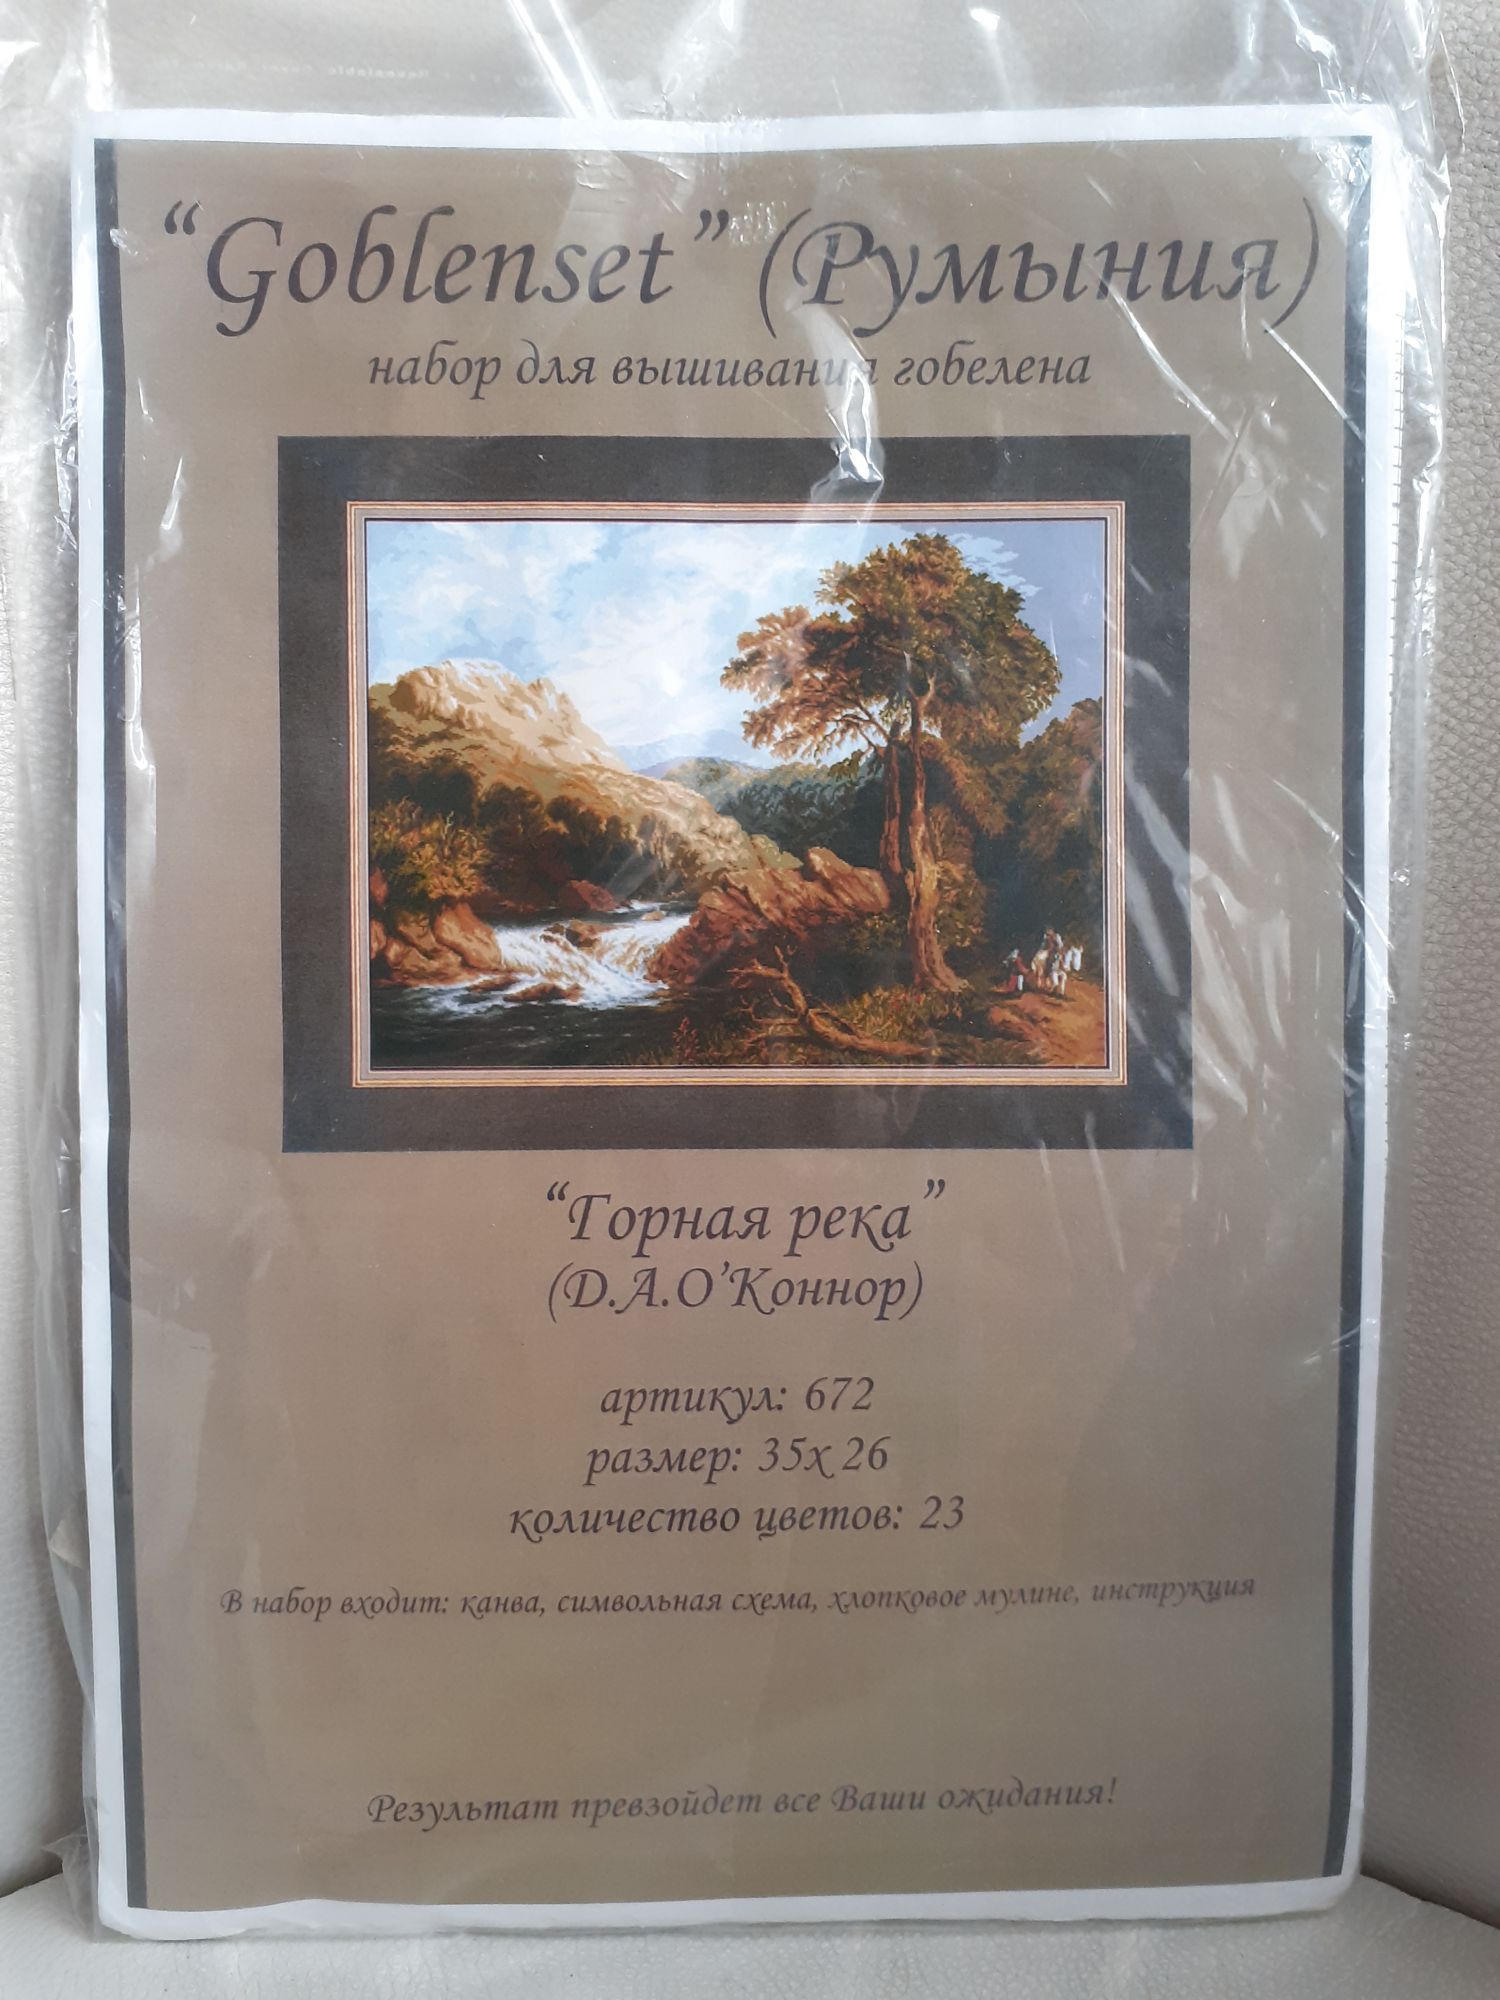 “Goblenset” (Румыния)
набор для вышивания гобелена
“Горная река”
(Д.А.О’Коннор)
артикул: 672
размер: 35х 26
количество цветов: 23
В набор входит: канва, символьная схема, хлопковое мулине, инструкция
Результат превзойдет все Ваши ожидания!